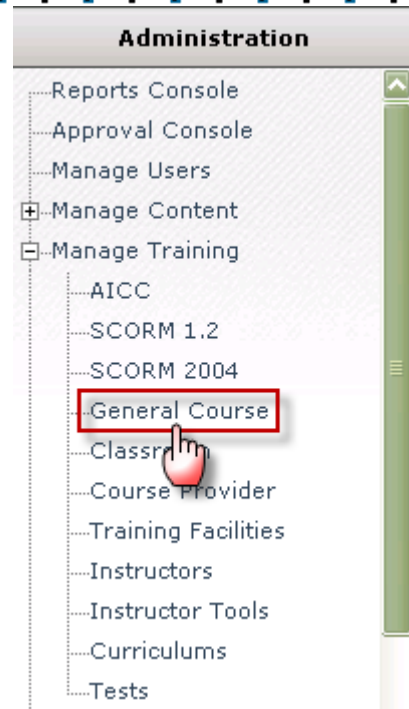 Administration
Reports Console
Approval Console
Manage Users
Manage Content
Manage Training
AICC
SCORM 1.2
SCORM 2004
General Course
Course Provider
Training Facilities
Instructors
Instructor Tools
Curriculums
Tests